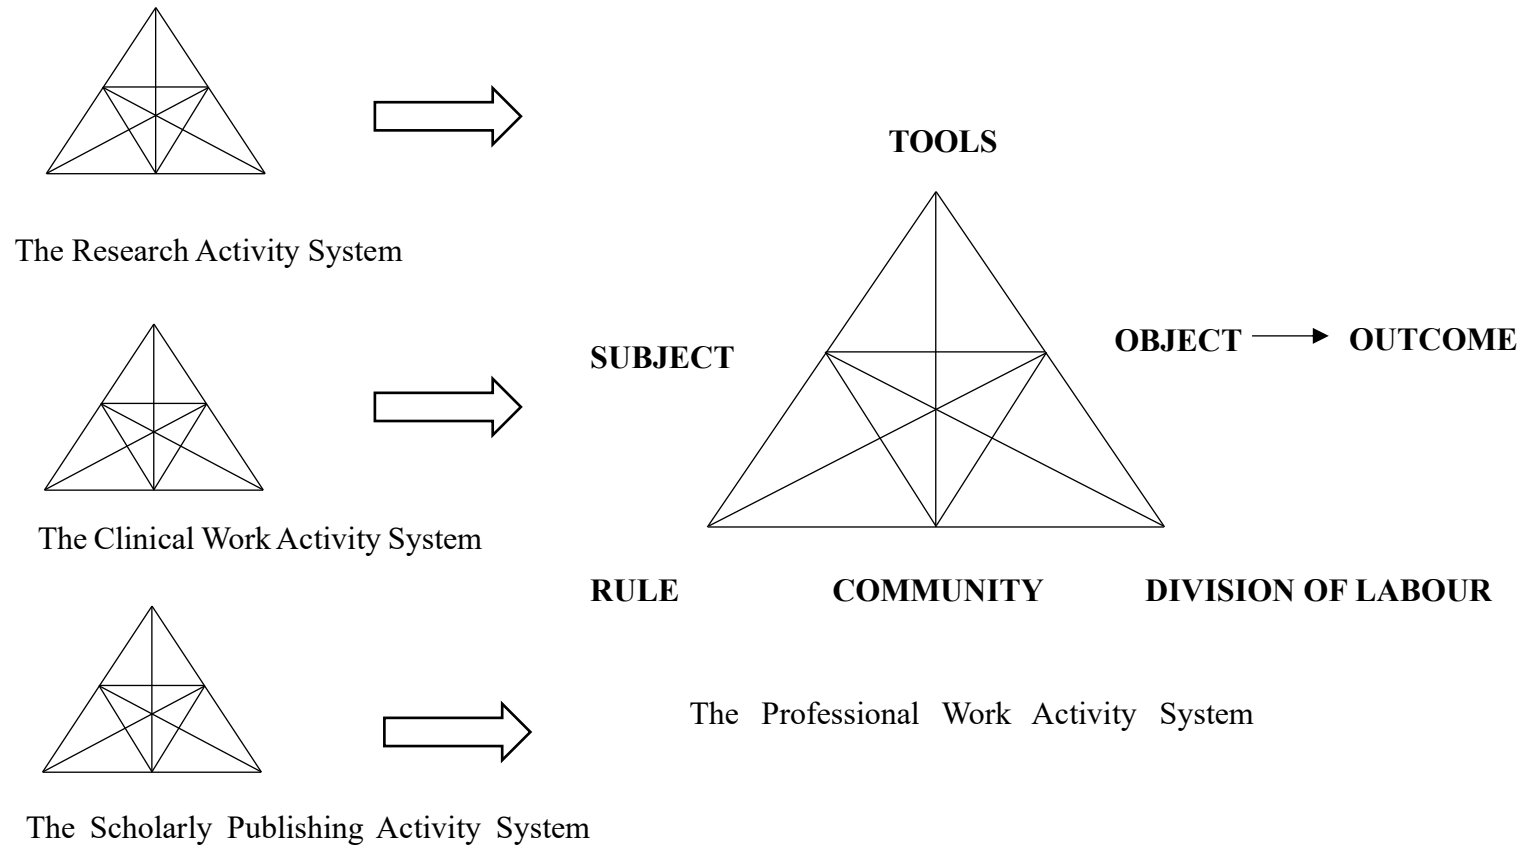 The Research Activity System
The Clinical Work Activity System
The Scholarly Publishing Activity System
TOOLS
SUBJECT
OBJECT
OUTCOME
RULE
COMMUNITY
DIVISION OF LABOUR
The Professional Work Activity System